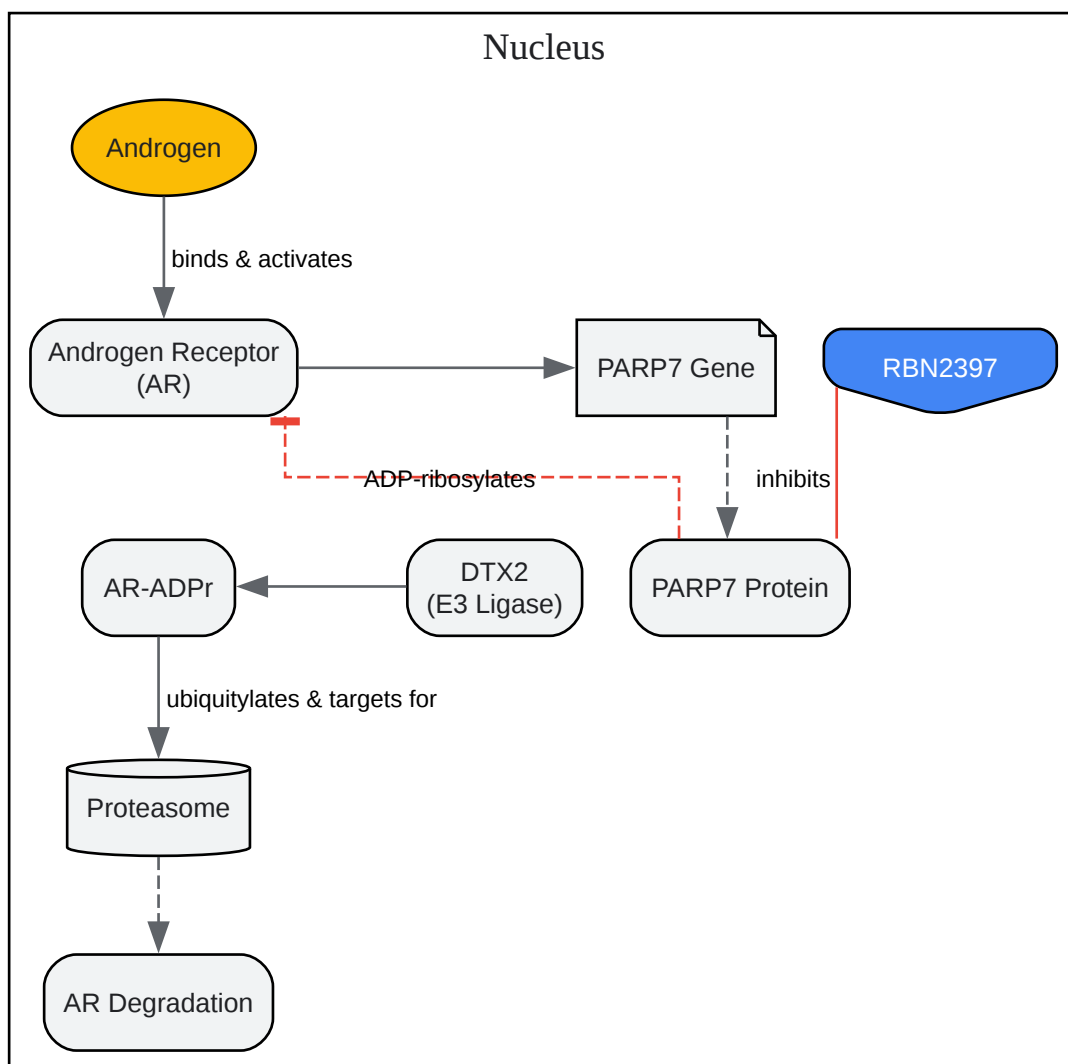 Nucleus
Androgen
binds & activates
Androgen Receptor
(AR)
PARP7 Gene
RBN2397
ADP-ribosylates
inhibits
AR-ADPr
DTX2
(E3 Ligase)
PARP7 Protein
ubiquitylates & targets for
Proteasome
AR Degradation